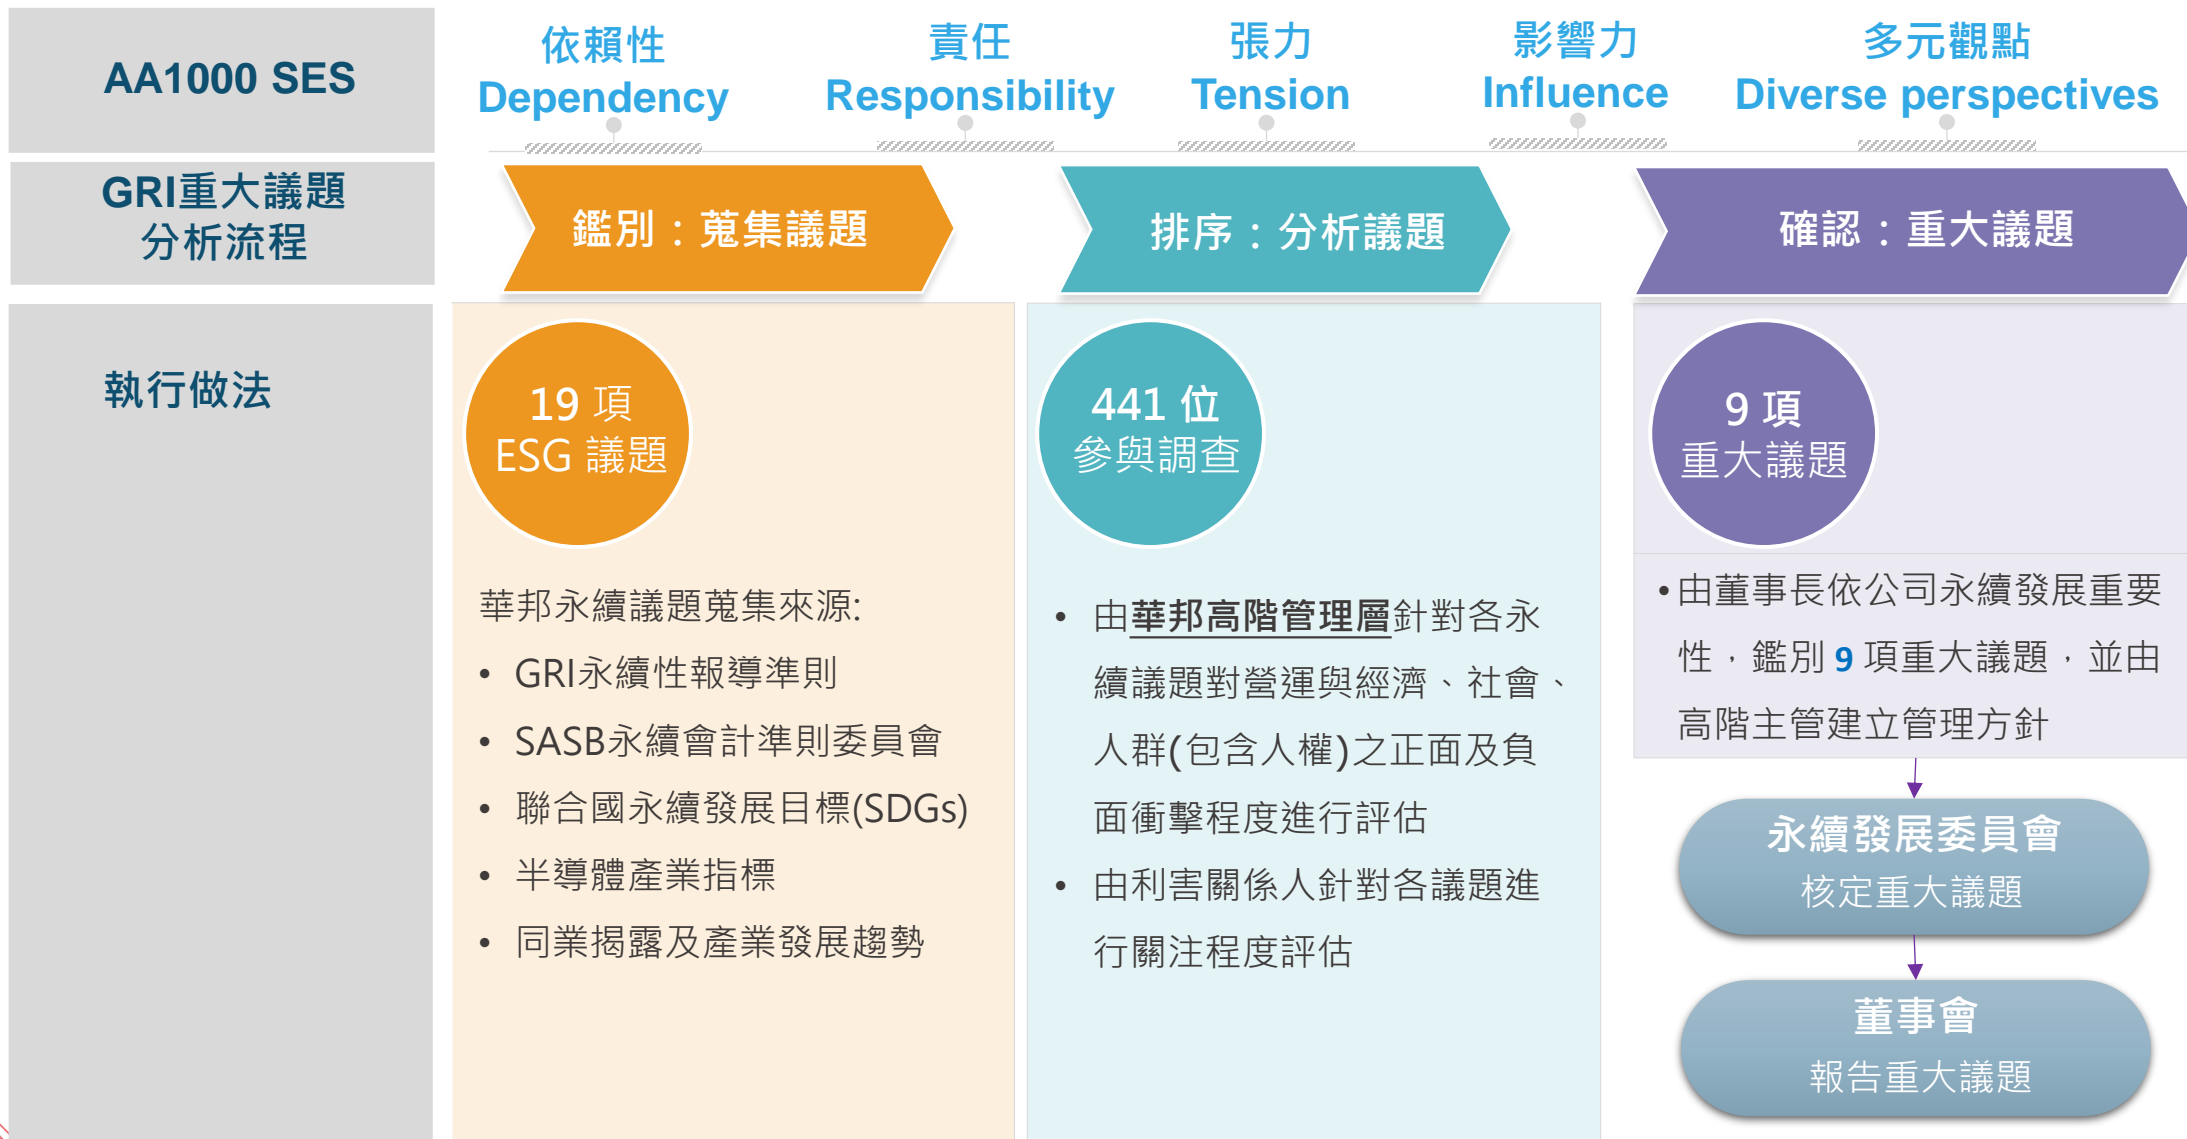 AA1000 SES
依賴性
Dependency
責任
Responsibility
張力
Tension
影響力
Influence
多元觀點
Diverse perspectives
GRI重大議題
分析流程
鑑別：蒐集議題
排序：分析議題
確認：重大議題
執行做法
19 項
ESG 議題
華邦永續議題蒐集來源:
• GRI永續性報導準則
• SASB永續會計準則委員會
• 聯合國永續發展目標(SDGs)
• 半導體產業指標
• 同業揭露及產業發展趨勢
441 位
參與調查
• 由華邦高階管理層針對各永
續議題對營運與經濟、社會、
人群(包含人權)之正面及負
面衝擊程度進行評估
• 由利害關係人針對各議題進
行關注程度評估
9 項
重大議題
•由董事長依公司永續發展重要
性，鑑別 9 項重大議題，並由
高階主管建立管理方針
永續發展委員會
核定重大議題
董事會
報告重大議題